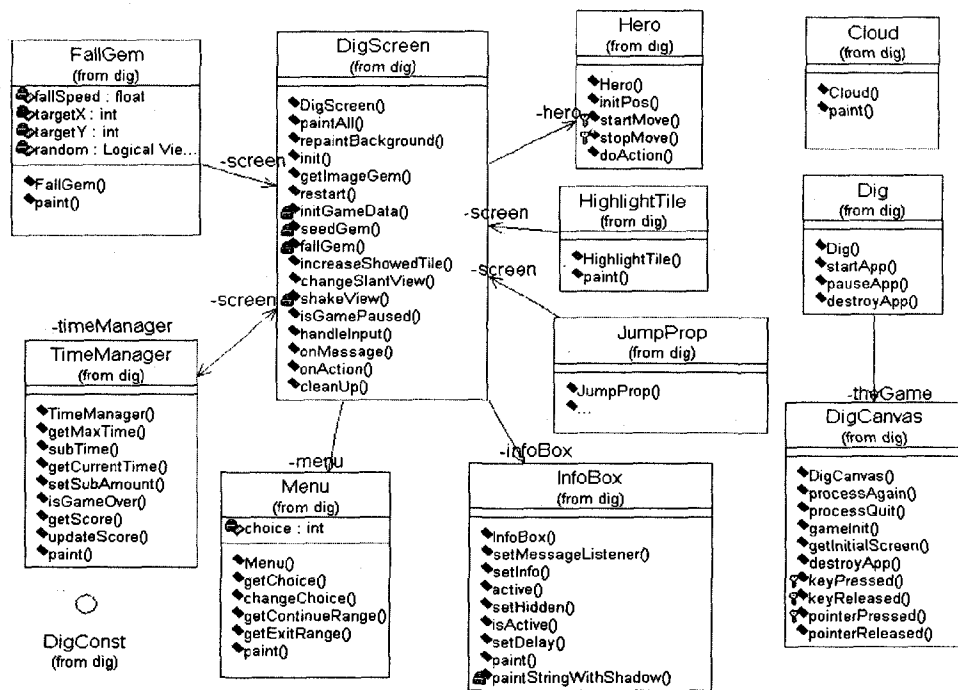 FallGem
(from dig)
fallSpeed : float
targetX : int
targetY : int
random : Logical Vie...
FallGem()
paint()
-screen
DigScreen
(from dig)
DigScreen()
paintAll()
repaintBackground()
init()
getImageGem()
restart()
initGameData()
seedGem()
fallGem()
increaseShowedTile()
changeSlantView()
shakeView()
isGamePaused()
handleInput()
onMessage()
onAction()
cleanUp()
-hero
Hero
(from dig)
Hero()
initPos()
startMove()
stopMove()
doAction()
Cloud
(from dig)
Cloud()
paint()
-screen
HighlightTile
(from dig)
HighlightTile()
paint()
Dig
(from dig)
Dig()
startApp()
pauseApp()
destroyApp()
-screen
JumpProp
(from dig)
JumpProp()
...
-screen
-timeManager
TimeManager
(from dig)
TimeManager()
getMaxTime()
subTime()
getCurrentTime()
setSubAmount()
isGameOver()
getScore()
updateScore()
paint()
-menu
Menu
(from dig)
choice : int
Menu()
getChoice()
changeChoice()
getContinueRange()
getExitRange()
paint()
-infoBox
InfoBox
(from dig)
InfoBox()
setMessageListener()
setInfo()
active()
setHidden()
isActive()
setDelay()
paint()
paintStringWithShadow()
-theGame
DigCanvas
(from dig)
DigCanvas()
processAgain()
processQuit()
gameInit()
getInitialScreen()
destroyApp()
keyPressed()
keyReleased()
pointerPressed()
pointerReleased()
DigConst
(from dig)